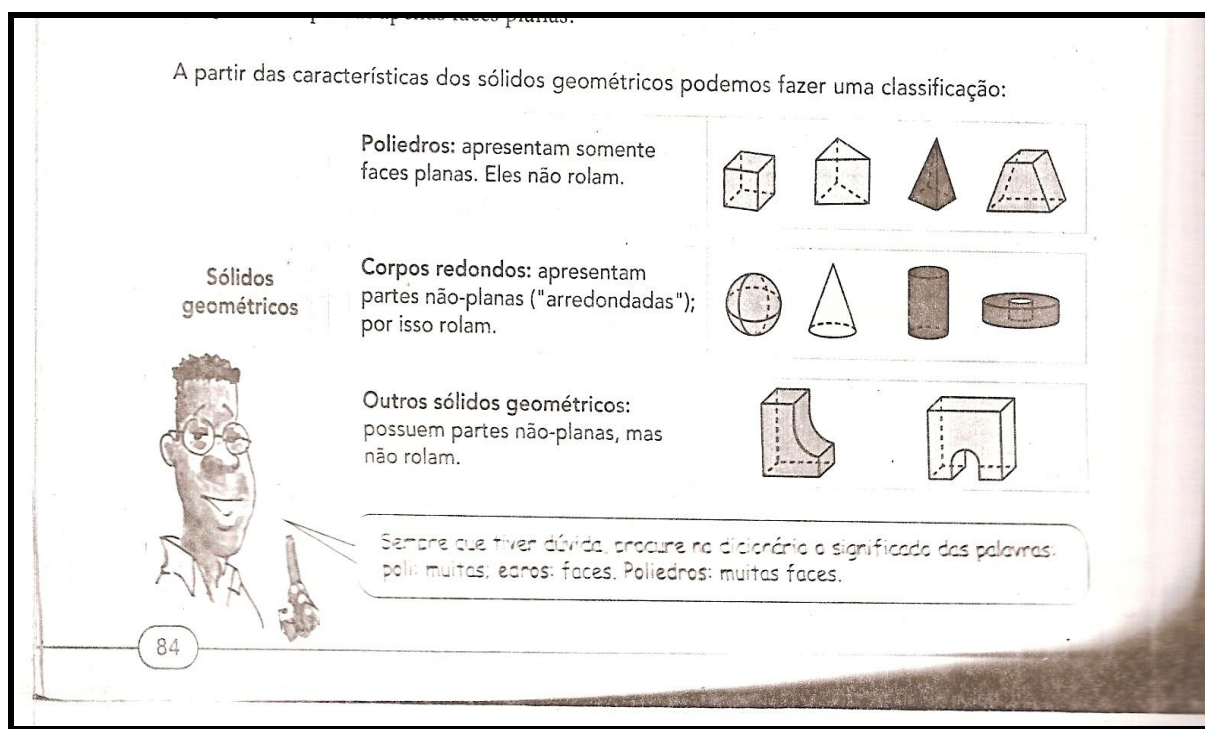 A partir das características dos sólidos geométricos podemos fazer uma classificação:
Poliedros: apresentam somente
faces planas. Eles não rolam.
Sólidos
geométricos
Corpos redondos: apresentam
partes não-planas ("arredondadas");
por isso rolam.
Outros sólidos geométricos:
possuem partes não-planas, mas
não rolam.
Sempre que tiver dúvida, procure no dicionário o significado das palavras:
poli: muitas; edros: faces. Poliedros: muitas faces.
84